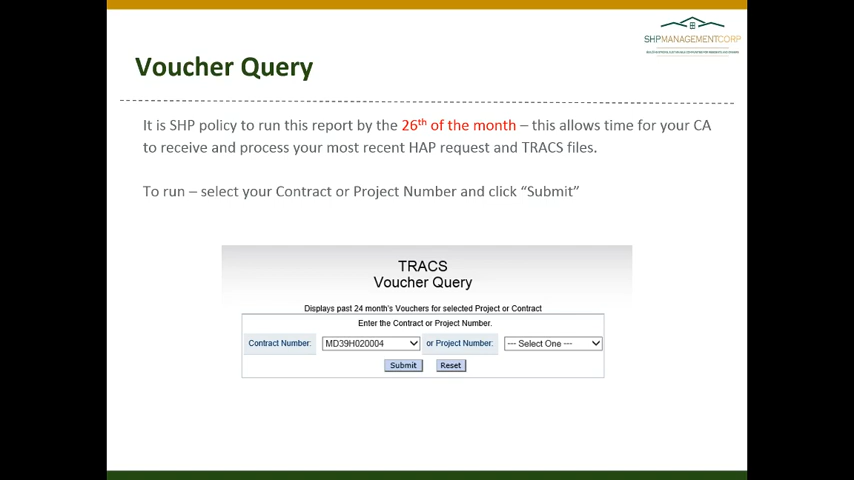 SHPMANAGEMENTCORP
Voucher Query
It is SHP policy to run this report by the 26th of the month – this allows time for your CA
to receive and process your most recent HAP request and TRACS files.
To run – select your Contract or Project Number and click “Submit”
TRACS
Voucher Query
Displays past 24 month's Vouchers for selected Project or Contract
Enter the Contract or Project Number.
Contract Number: MD39H020004 or Project Number: --- Select One ---
Submit Reset